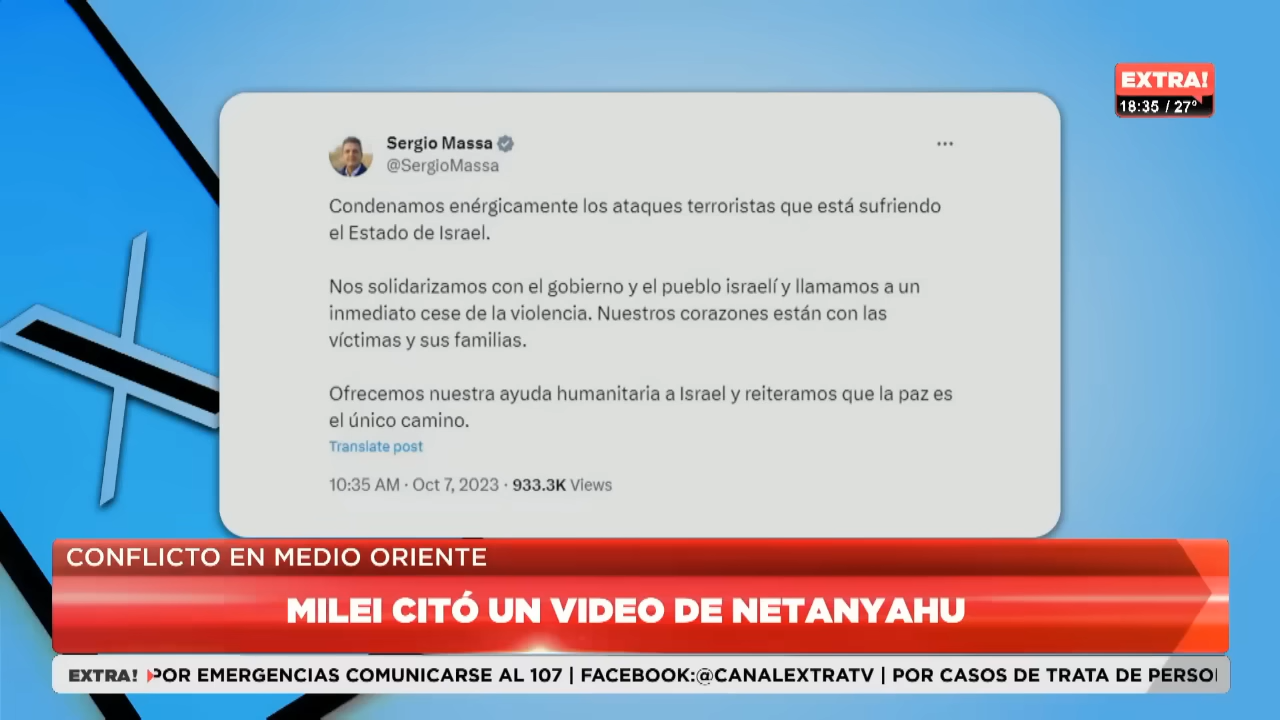 EXTRA!
18:35 / 27°
Sergio Massa
@SergioMassa
Condenamos enérgicamente los ataques terroristas que está sufriendo
el Estado de Israel.
Nos solidarizamos con el gobierno y el pueblo israelí y llamamos a un
inmediato cese de la violencia. Nuestros corazones están con las
víctimas y sus familias.
Ofrecemos nuestra ayuda humanitaria a Israel y reiteramos que la paz es
el único camino.
Translate post
10:35 AM · Oct 7, 2023 · 933.3K Views
CONFLICTO EN MEDIO ORIENTE
MILEI CITÓ UN VIDEO DE NETANYAHU
EXTRA! POR EMERGENCIAS COMUNICARSE AL 107 | FACEBOOK:@CANALEXTRATV | POR CASOS DE TRATA DE PERSO